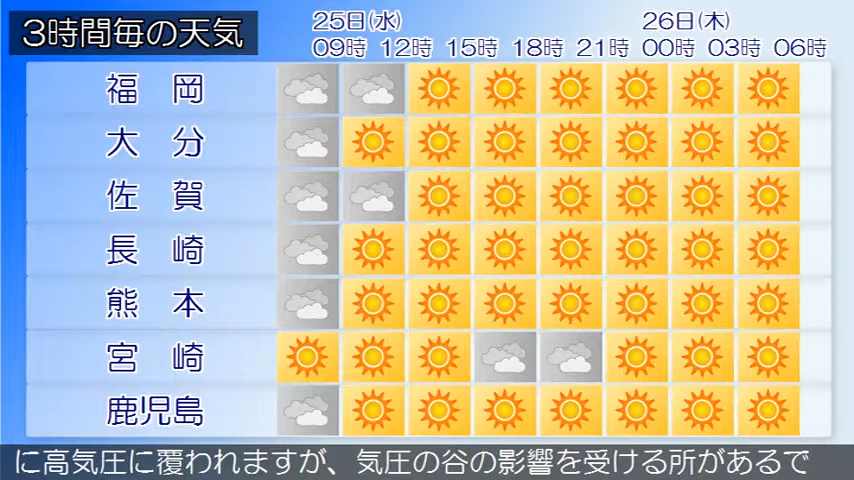 3時間毎の天気
25日(水) 26日(木)
09時 12時 15時 18時 21時 00時 03時 06時
福岡
大分
佐賀
長崎
熊本
宮崎
鹿児島
に高気圧に覆われますが、気圧の谷の影響を受ける所があるで